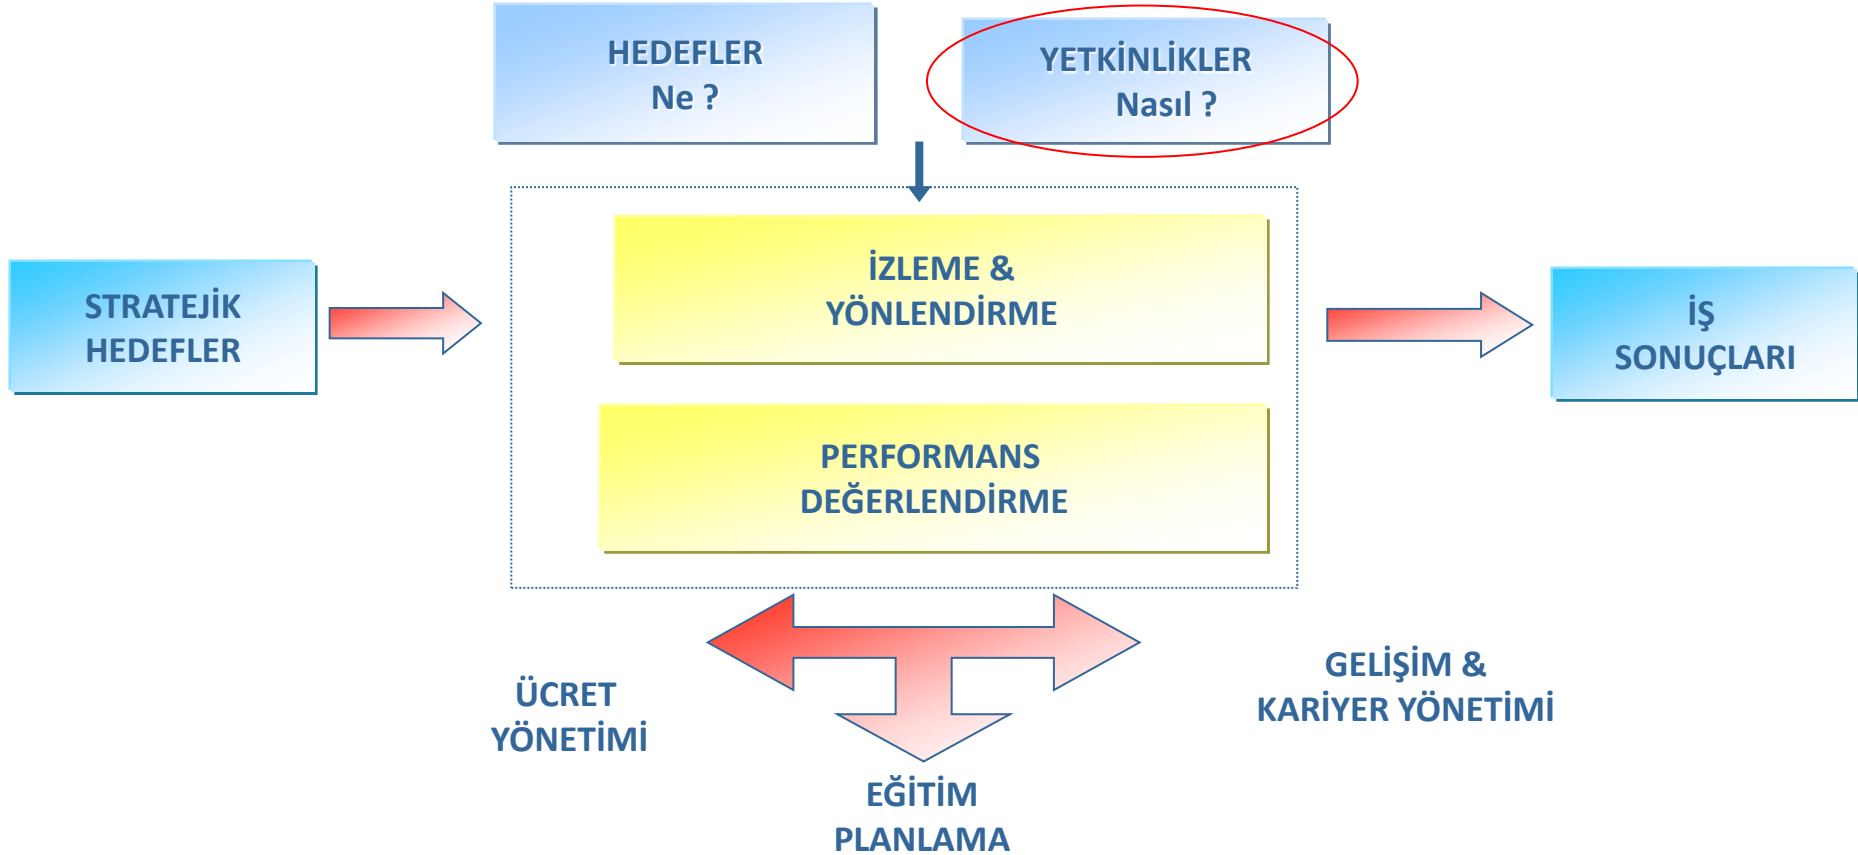 HEDEFLER
Ne ?
YETKİNLİKLER
Nasıl ?
İZLEME &
YÖNLENDİRME
STRATEJİK
HEDEFLER
İŞ
SONUÇLARI
PERFORMANS
DEĞERLENDİRME
ÜCRET
YÖNETİMİ
GELİŞİM &
KARİYER YÖNETİMİ
EĞİTİM
PLANLAMA